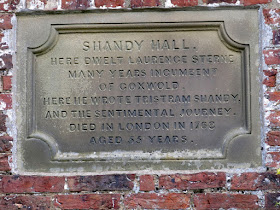 SHANDY HALL.
HERE DWELT LAURENCE STERNE
MANY YEARS INCUMBENT
OF COXWOLD
HERE HE WROTE TRISTRAM SHANDY,
AND THE SENTIMENTAL JOURNEY.
DIED IN LONDON IN 1768
AGED 55 YEARS.